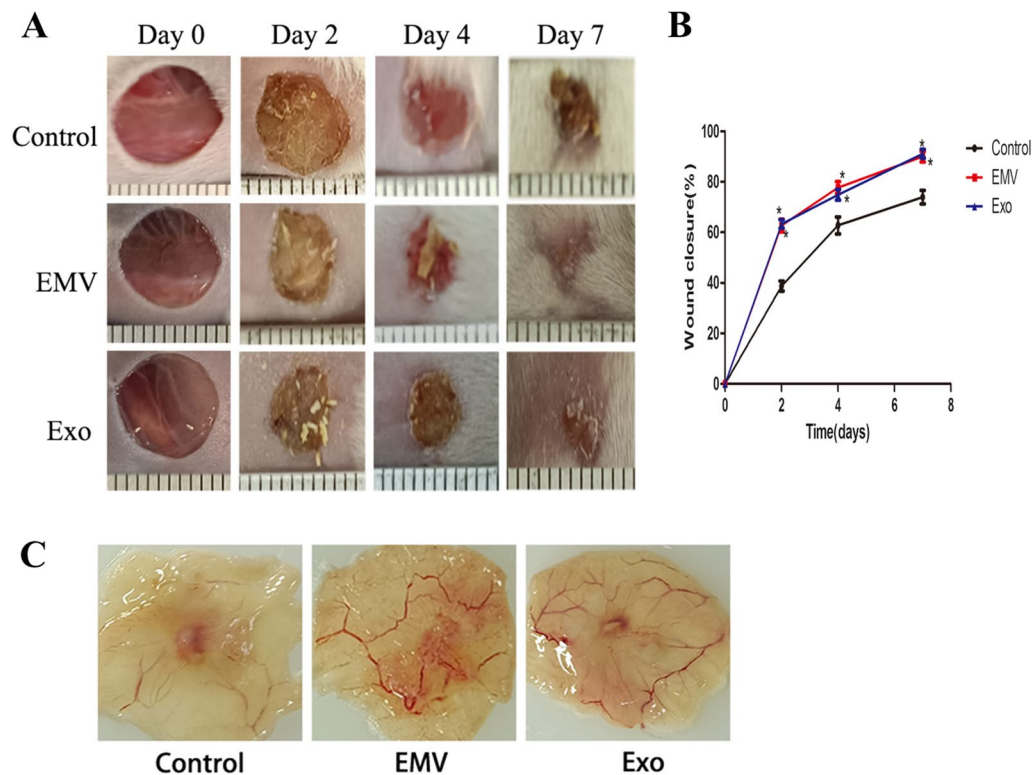 A
Day 0 Day 2 Day 4 Day 7
Control
EMV
Exo
B
100
80
60
40
20
0
0 2 4 6 8
Wound closure(%)
Time(days)
* * * * * *
Control
EMV
Exo
C
Control EMV Exo